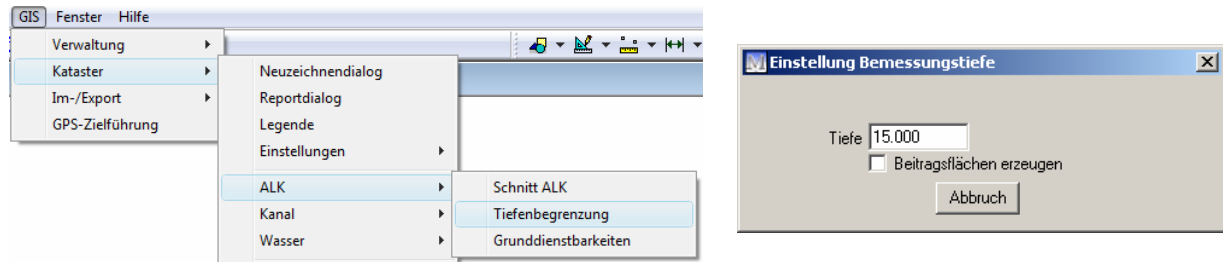 GIS Fenster Hilfe
Verwaltung
Kataster
Im-/Export
GPS-Zielführung
Neuzeichnendialog
Reportdialog
Legende
Einstellungen
ALK
Kanal
Wasser
Schnitt ALK
Tiefenbegrenzung
Grunddienstbarkeiten
Einstellung Bemessungstiefe
Tiefe 15.000
Beitragsflächen erzeugen
Abbruch